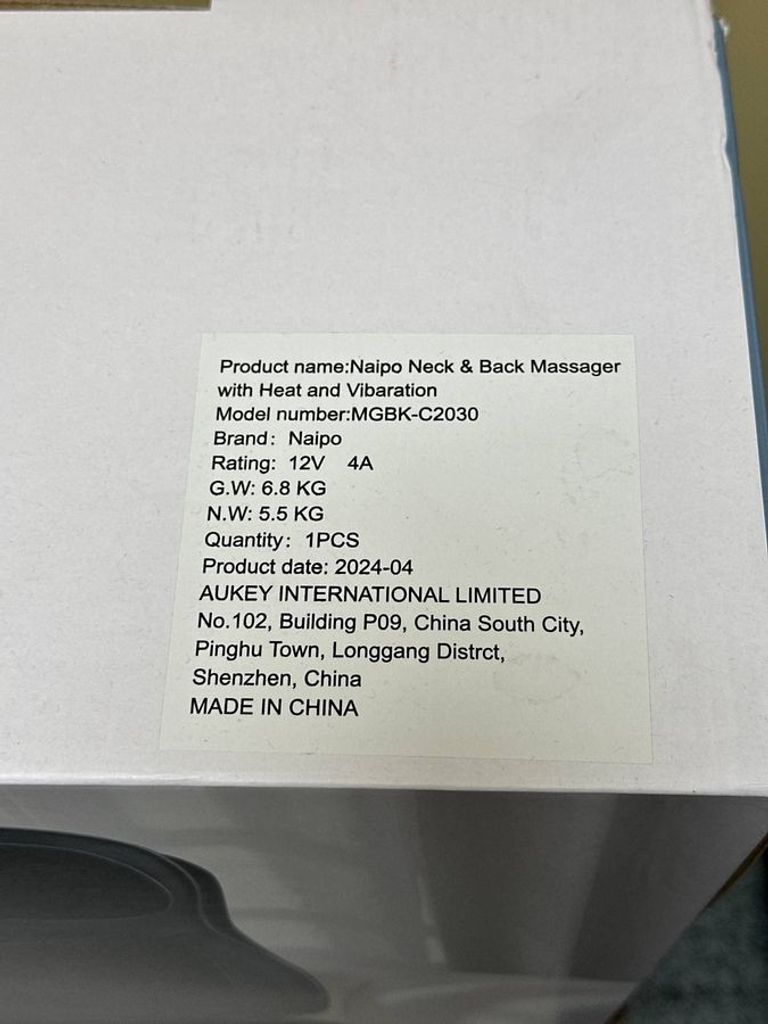 Product name:Naipo Neck & Back Massager
with Heat and Vibaration
Model number:MGBK-C2030
Brand: Naipo
Rating: 12V 4A
G.W: 6.8 KG
N.W: 5.5 KG
Quantity: 1PCS
Product date: 2024-04
AUKEY INTERNATIONAL LIMITED
No.102, Building P09, China South City,
Pinghu Town, Longgang Distrct,
Shenzhen, China
MADE IN CHINA